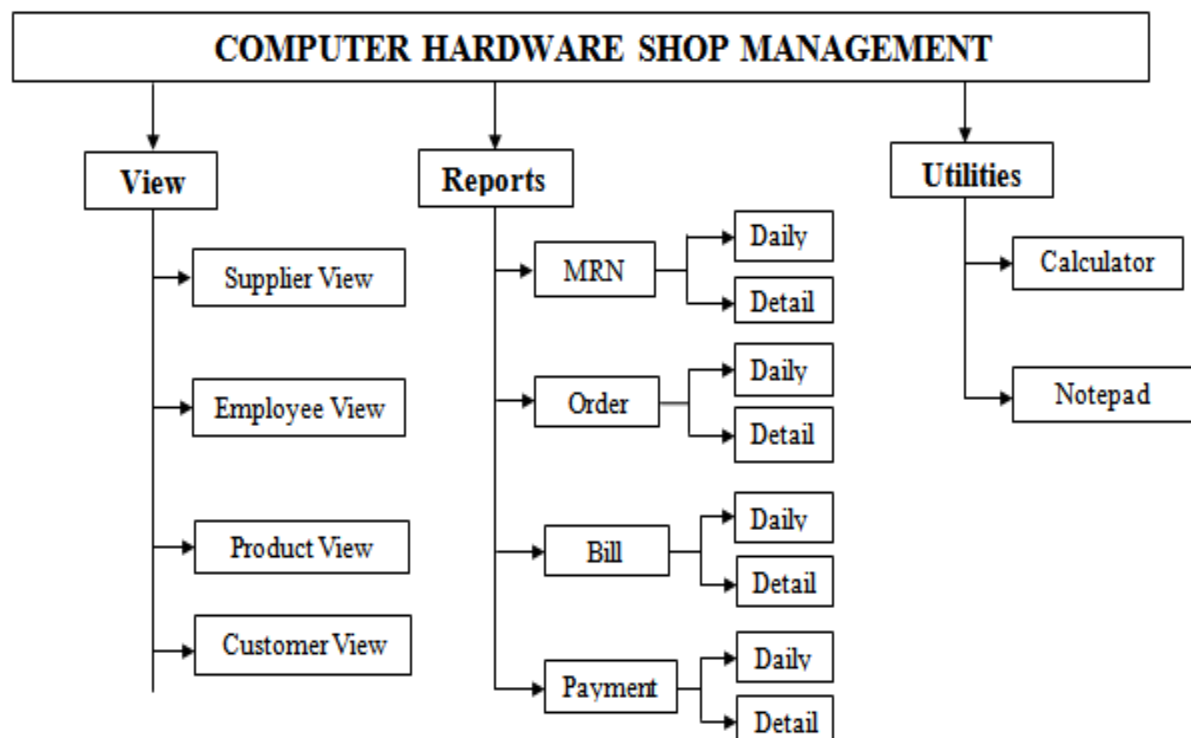 COMPUTER HARDWARE SHOP MANAGEMENT
View
Supplier View
Employee View
Product View
Customer View
Reports
MRN
Daily
Detail
Order
Daily
Detail
Bill
Daily
Detail
Payment
Daily
Detail
Utilities
Calculator
Notepad